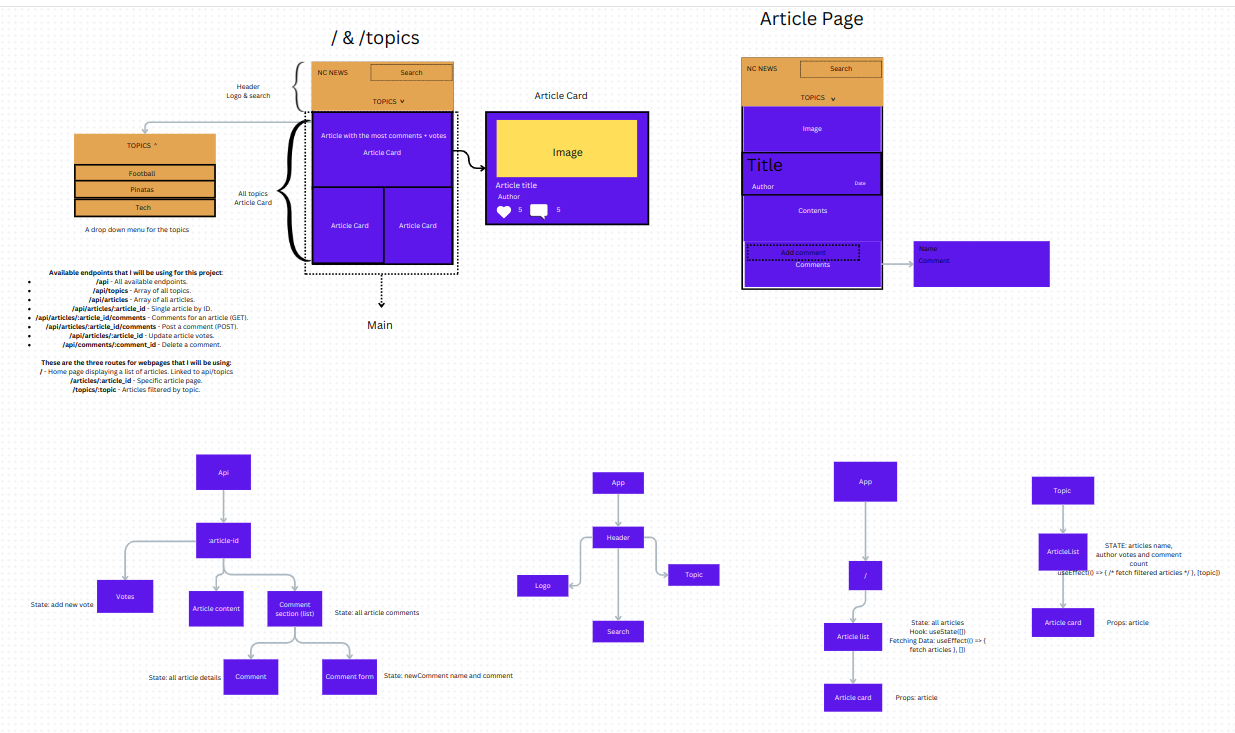 Article Page
/ & /topics
NC NEWS
Search
TOPICS
Header
Logo & search
Article with the most comments + votes
Article Card
Article Card
Article Card
All topics
Article Card
Main
TOPICS ^
Football
Pinatas
Tech
A drop down menu for the topics
Article Card
Image
Article title
Author
5
5
NC NEWS
Search
TOPICS
Image
Title
Author
Date
Contents
Add comment
Comments
Name
Comment
Available endpoints that I will be using for this project:
/api - All available endpoints.
/api/topics - Array of all topics.
/api/articles - Array of all articles.
/api/articles/:article_id - Single article by ID.
/api/articles/:article_id/comments - Comments for an article (GET).
/api/articles/:article_id/comments - Post a comment (POST).
/api/articles/:article_id - Update article votes.
/api/comments/:comment_id - Delete a comment.
These are the three routes for webpages that I will be using:
/ - Home page displaying a list of articles. Linked to api/topics
/articles/:article_id - Specific article page.
/topics/:topic - Articles filtered by topic.
Api
:article-id
Votes
State: add new vote
Article content
Comment
section (list)
State: all article comments
State: all article details
Comment
Comment form
State: newComment name and comment
App
Header
Logo
Topic
Search
App
/
Article list
State: all articles
Hook: useState([])
Fetching Data: useEffect(() => {
fetch articles }, [])
Article card
Props: article
Topic
ArticleList
STATE: articles name,
author votes and comment
count
useEffect(() => { /* fetch filtered articles */ }, [topic])
Article card
Props: article